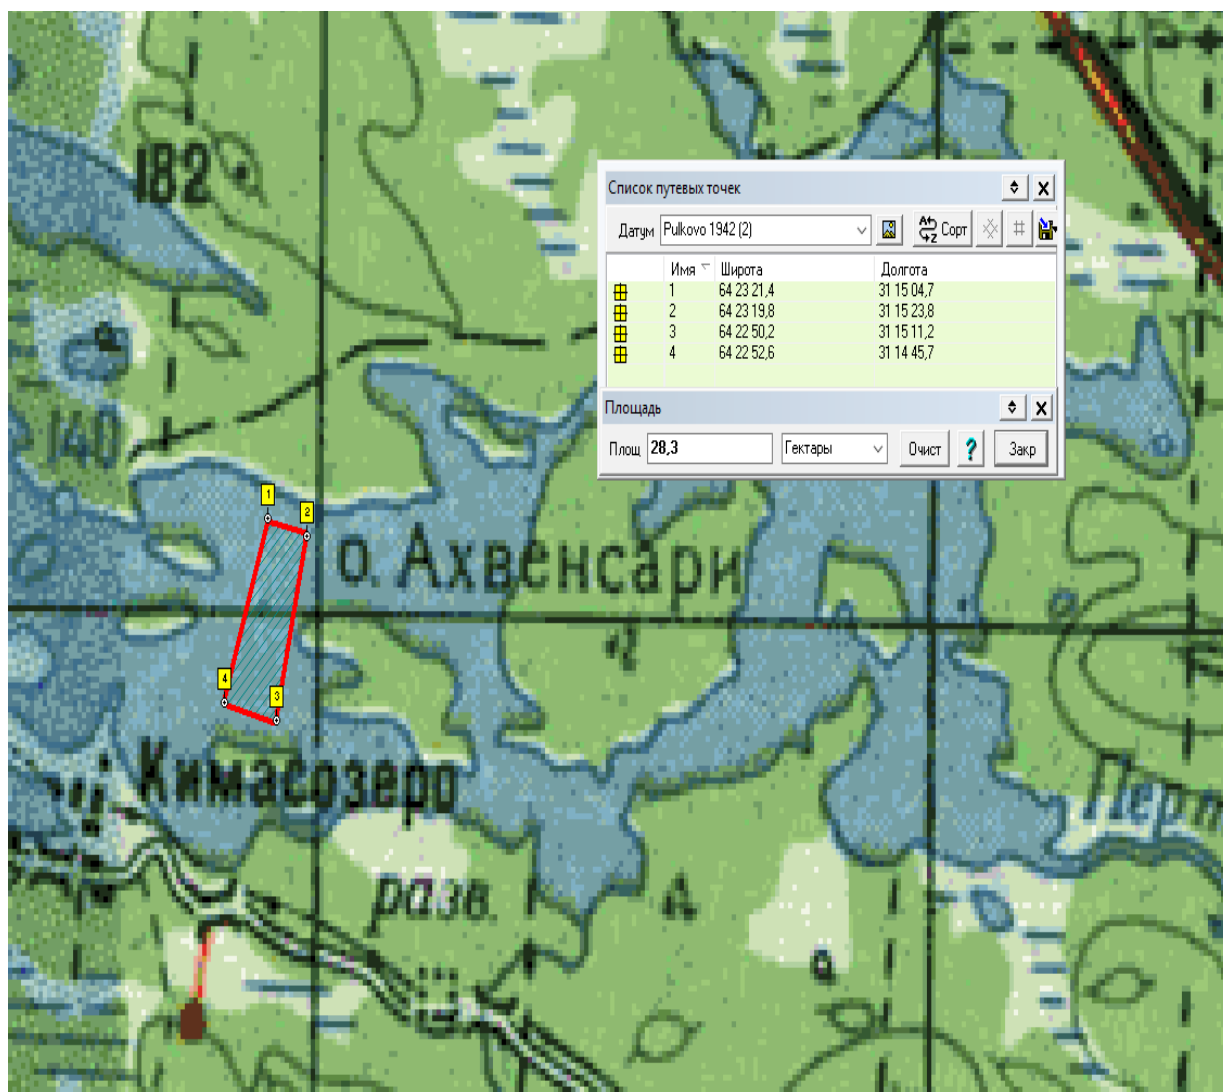 182
Список путевых точек
Датум Pulkovo 1942 (2) Сорт
Имя Широта Долгота
1 64 23 21,4 31 15 04,7
2 64 23 19,8 31 15 23,8
3 64 22 50,2 31 15 11,2
4 64 22 52,6 31 14 45,7
Площадь
Площ 28,3 Гектары Очист ? Закр
140
1
2
о. Ахвенсари
4
3
Кимасозеро
Перт
разв.